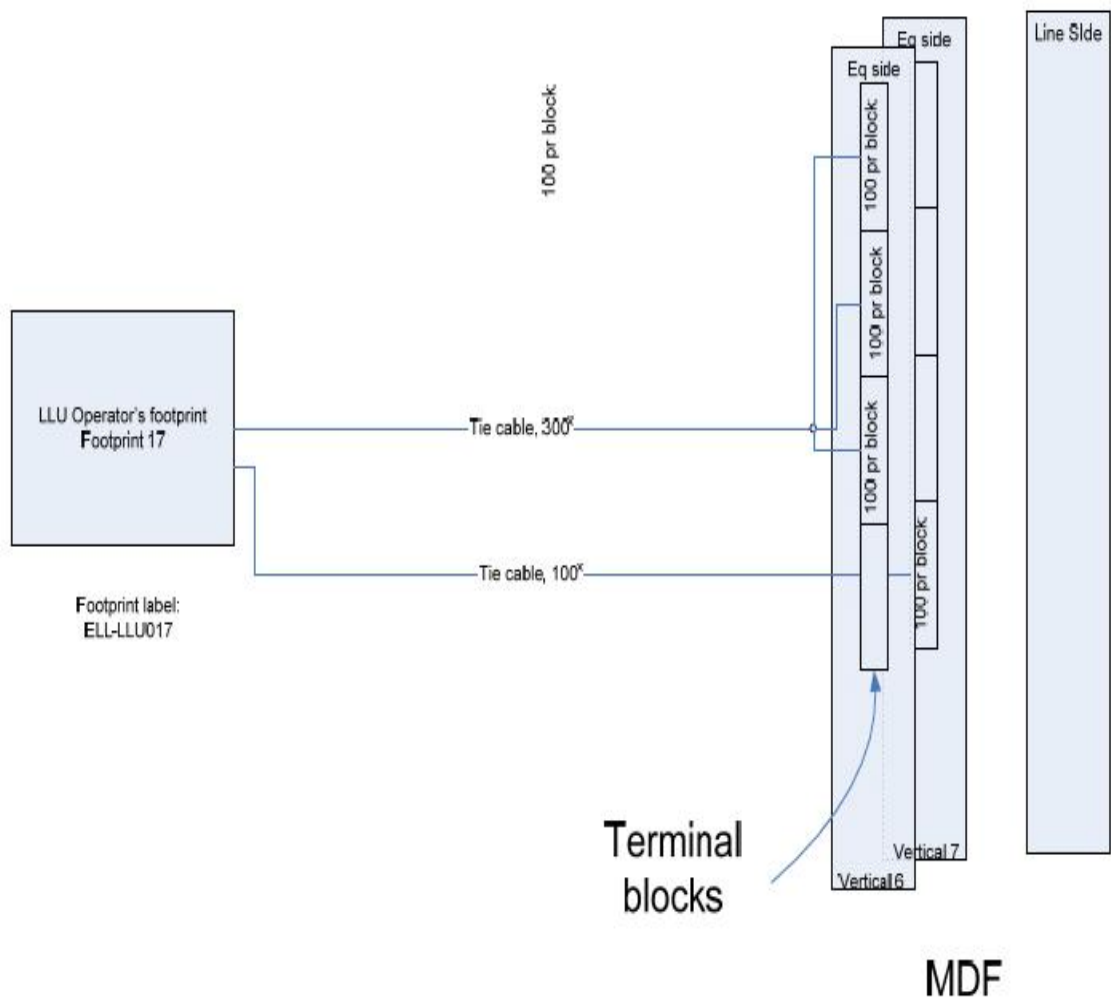 Eq side
Line SIde
Eq side
100 pr block
100 pr block
100 pr block
100 pr block
100 pr block
LLU Operator's footprint
Footprint 17
Tie cable, 300x
Tie cable, 100x
Footprint label:
ELL-LLU017
Terminal
blocks
Vertical 7
Vertical 6
MDF